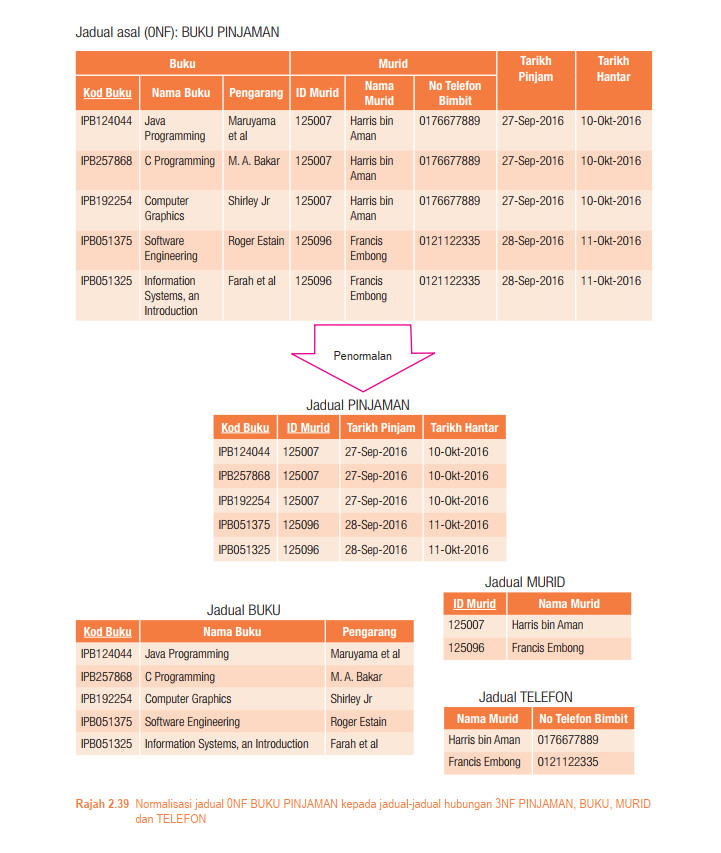 Jadual asal (0NF): BUKU PINJAMAN
Buku Murid Tarikh Pinjam Tarikh Hantar
Kod Buku Nama Buku Pengarang ID Murid Nama Murid No Telefon Bimbit
IPB124044 Java Programming Maruyama et al 125007 Harris bin Aman 0176677889 27-Sep-2016 10-Okt-2016
IPB257868 C Programming M. A. Bakar 125007 Harris bin Aman 0176677889 27-Sep-2016 10-Okt-2016
IPB192254 Computer Graphics Shirley Jr 125007 Harris bin Aman 0176677889 27-Sep-2016 10-Okt-2016
IPB051375 Software Engineering Roger Estain 125096 Francis Embong 0121122335 28-Sep-2016 11-Okt-2016
IPB051325 Information Systems, an Introduction Farah et al 125096 Francis Embong 0121122335 28-Sep-2016 11-Okt-2016
Penormalan
Jadual PINJAMAN
Kod Buku ID Murid Tarikh Pinjam Tarikh Hantar
IPB124044 125007 27-Sep-2016 10-Okt-2016
IPB257868 125007 27-Sep-2016 10-Okt-2016
IPB192254 125007 27-Sep-2016 10-Okt-2016
IPB051375 125096 28-Sep-2016 11-Okt-2016
IPB051325 125096 28-Sep-2016 11-Okt-2016
Jadual BUKU
Kod Buku Nama Buku Pengarang
IPB124044 Java Programming Maruyama et al
IPB257868 C Programming M. A. Bakar
IPB192254 Computer Graphics Shirley Jr
IPB051375 Software Engineering Roger Estain
IPB051325 Information Systems, an Introduction Farah et al
Jadual MURID
ID Murid Nama Murid
125007 Harris bin Aman
125096 Francis Embong
Jadual TELEFON
Nama Murid No Telefon Bimbit
Harris bin Aman 0176677889
Francis Embong 0121122335
Rajah 2.39 Normalisasi jadual 0NF BUKU PINJAMAN kepada jadual-jadual hubungan 3NF PINJAMAN, BUKU, MURID
dan TELEFON